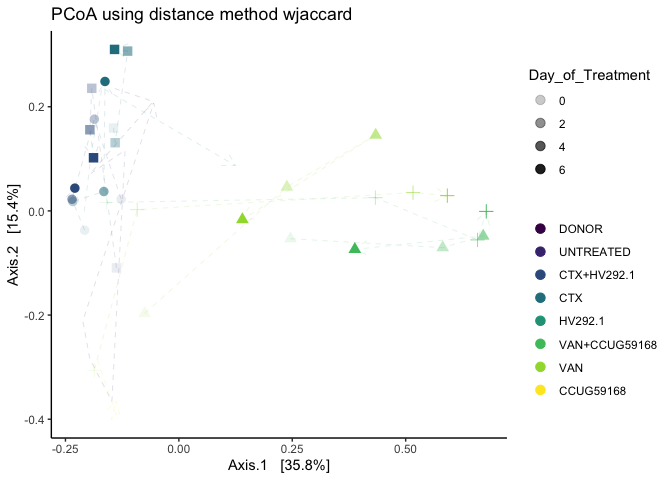 PCoA using distance method wjaccard
Axis.2   [15.4%]
0.2
0.0
-0.2
-0.4
-0.25
0.00
0.25
0.50
Axis.1   [35.8%]
Day_of_Treatment
0
2
4
6
DONOR
UNTREATED
CTX+HV292.1
CTX
HV292.1
VAN+CCUG59168
VAN
CCUG59168